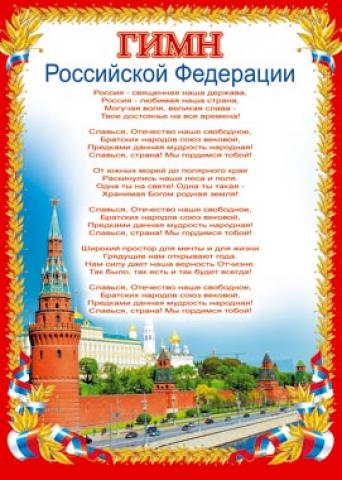 ГИМН
Российской Федерации
Россия - священная наша держава,
Россия - любимая наша страна,
Могучая воля, великая слава -
Твое достоянье на все времена!
Славься, Отечество наше свободное,
Братских народов союз вековой,
Предками данная мудрость народная!
Славься, страна! Мы гордимся тобой!
От южных морей до полярного края
Раскинулись наши леса и поля.
Одна ты на свете! Одна ты такая -
Хранимая Богом родная земля!
Славься, Отечество наше свободное,
Братских народов союз вековой,
Предками данная мудрость народная!
Славься, страна! Мы гордимся тобой!
Широкий простор для мечты и для жизни
Грядущие нам открывают года.
Нам силу дает наша верность Отчизне.
Так было, так есть и так будет всегда!
Славься, Отечество наше свободное,
Братских народов союз вековой,
Предками данная мудрость народная!
Славься, страна! Мы гордимся тобой!